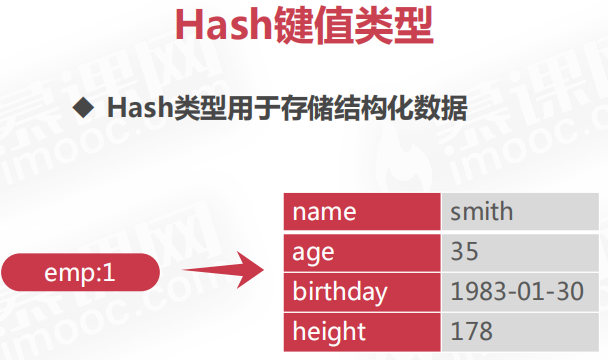 Hash键值类型
◆ Hash类型用于存储结构化数据
emp:1
name smith
age 35
birthday 1983-01-30
height 178
慕课网
imooc.com